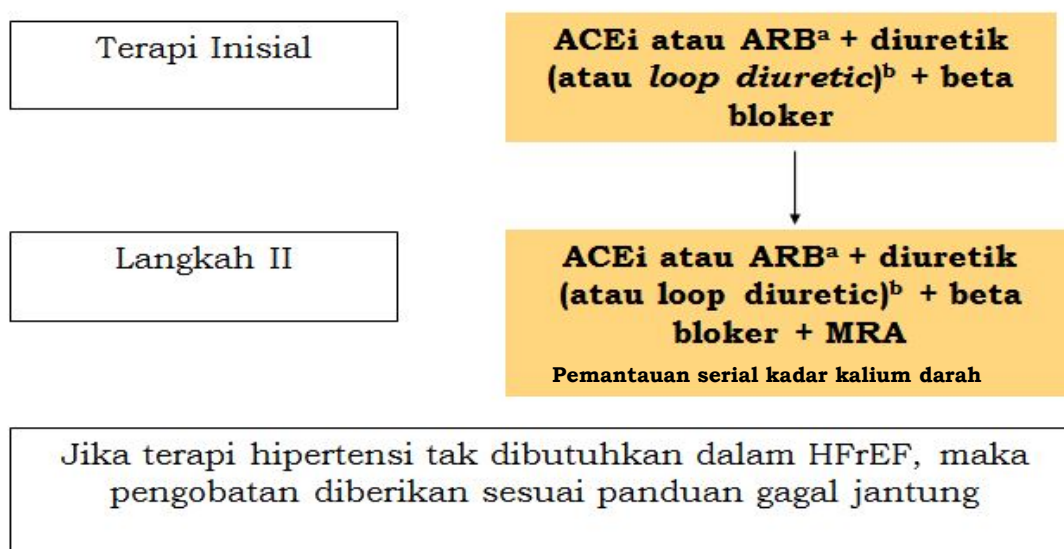 Terapi Inisial
ACEi atau ARBᵃ + diuretik
(atau loop diuretic)ᵇ + beta
bloker
Langkah II
ACEi atau ARBᵃ + diuretik
(atau loop diuretic)ᵇ + beta
bloker + MRA
Pemantauan serial kadar kalium darah
Jika terapi hipertensi tak dibutuhkan dalam HFrEF, maka
pengobatan diberikan sesuai panduan gagal jantung